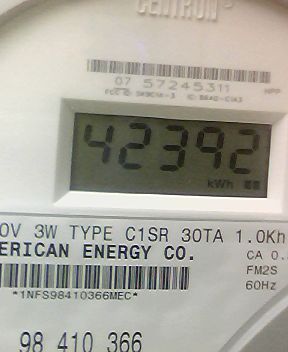 CENTRON®
07 57245311
42392
kWh
0V 3W TYPE C1SR 30TA 1.0Kh
ERICAN ENERGY CO.
CA 0.
FM2S
*1NFS98410366MEC*
60Hz
98 410 366